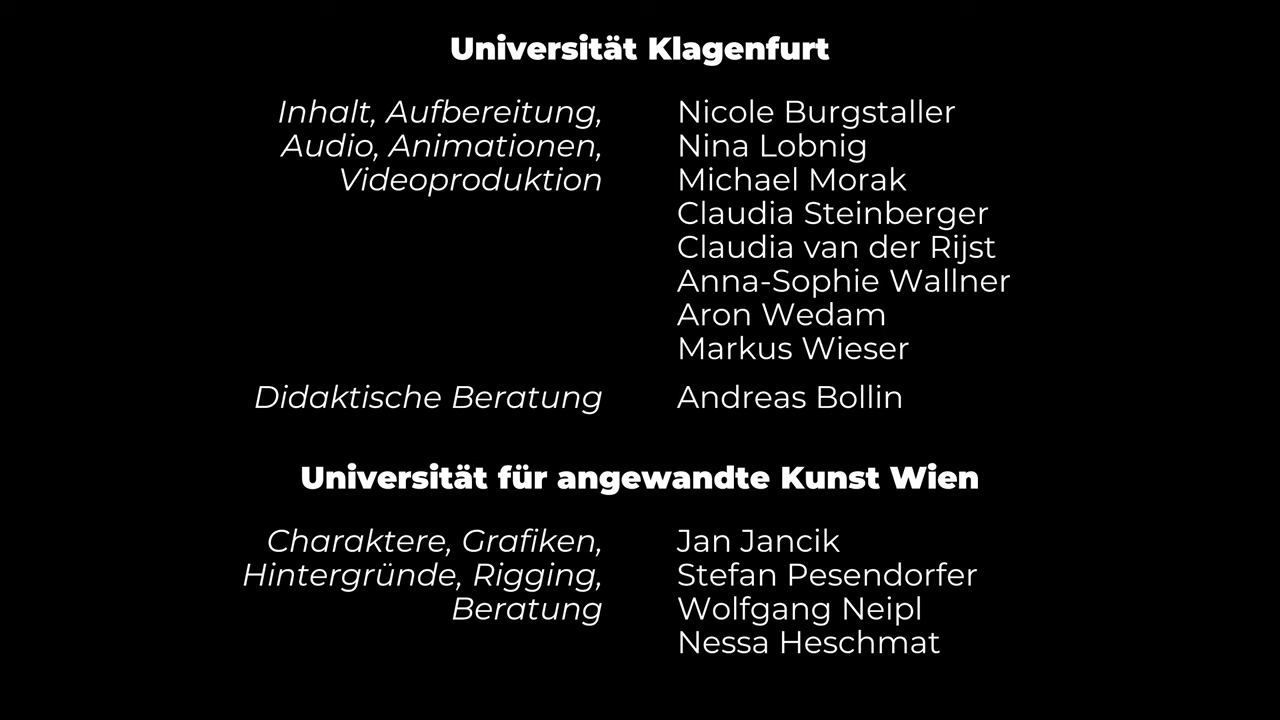 Universität Klagenfurt
Inhalt, Aufbereitung, Nicole Burgstaller
Audio, Animationen, Nina Lobnig
Videoproduktion Michael Morak
Claudia Steinberger
Claudia van der Rijst
Anna-Sophie Wallner
Aron Wedam
Markus Wieser
Didaktische Beratung Andreas Bollin
Universität für angewandte Kunst Wien
Charaktere, Grafiken, Jan Jancik
Hintergründe, Rigging, Stefan Pesendorfer
Beratung Wolfgang Neipl
Nessa Heschmat